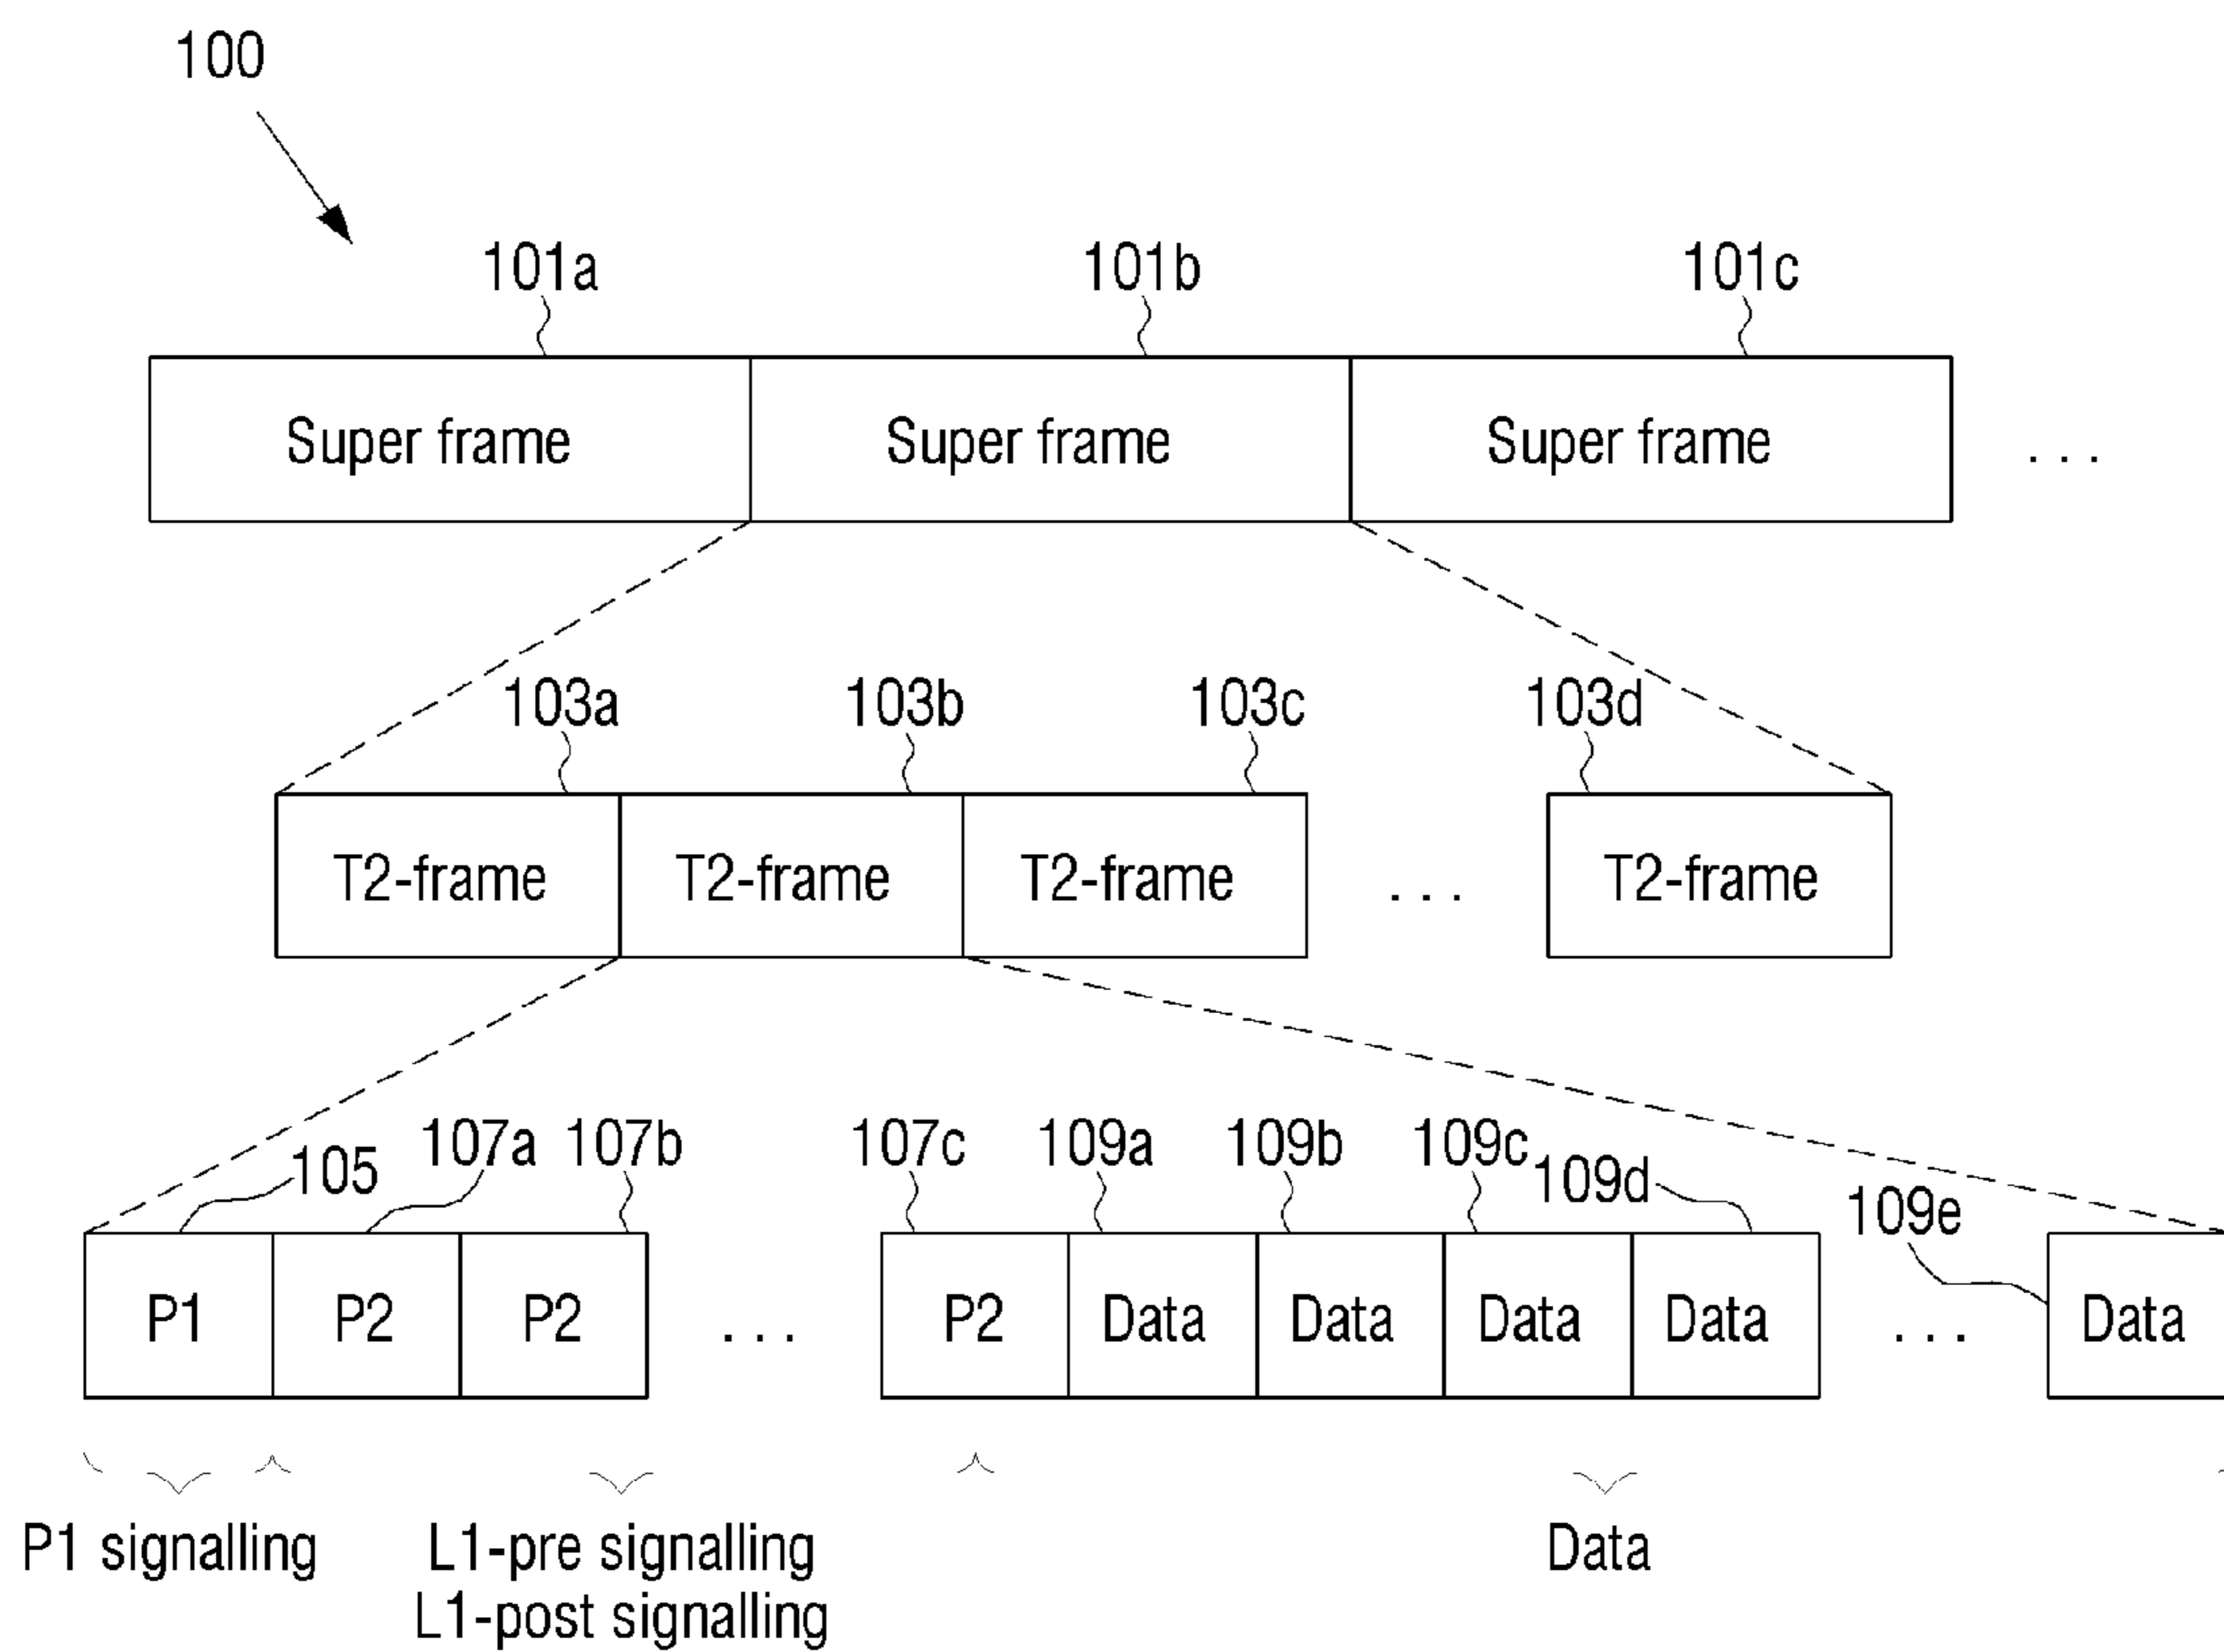 100
101a 101b 101c
Super frame Super frame Super frame ...
103a 103b 103c 103d
T2-frame T2-frame T2-frame ... T2-frame
105 107a 107b 107c 109a 109b 109c 109d 109e
P1 P2 P2 ... P2 Data Data Data Data ... Data
P1 signalling L1-pre signalling Data
L1-post signalling